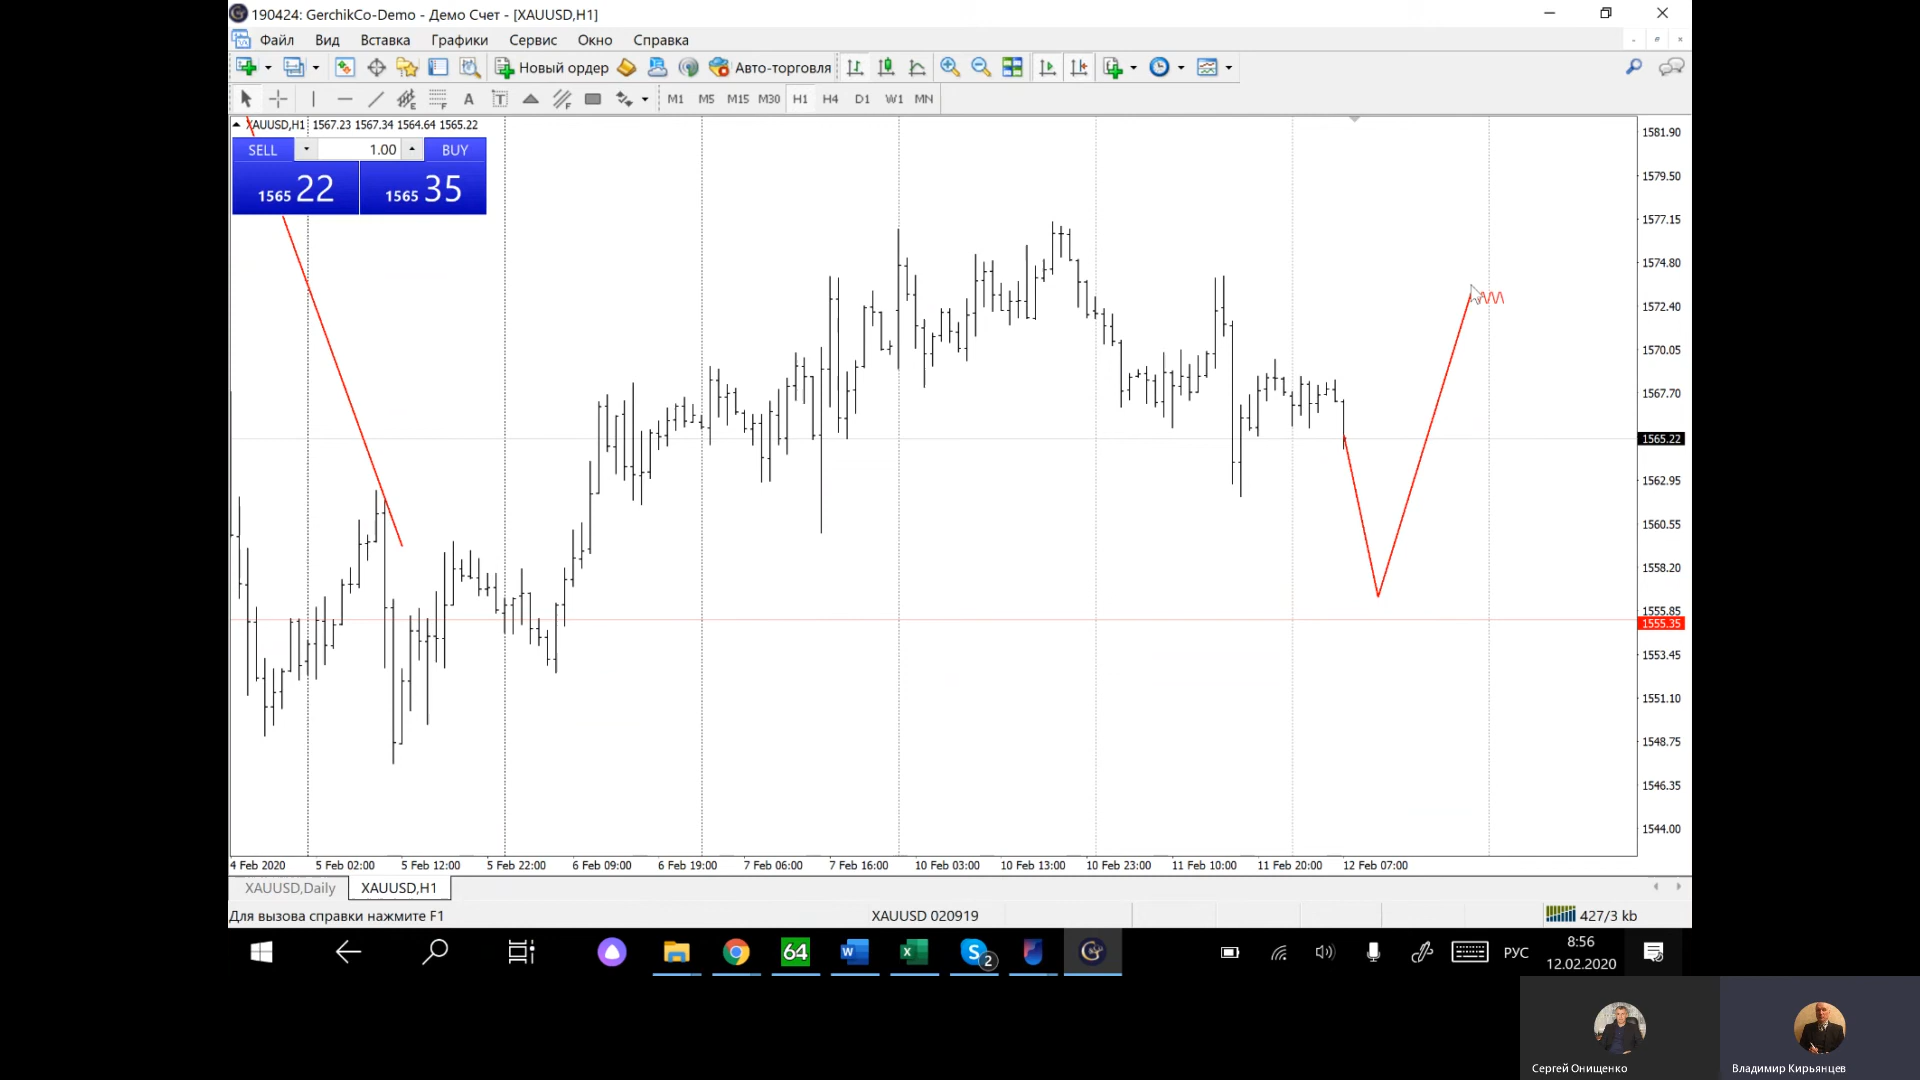 190424: GerchikCo-Demo - Демо Счет - [XAUUSD,H1]
Файл Вид Вставка Графики Сервис Окно Справка
Новый ордер Авто-торговля
A T M1 M5 M15 M30 H1 H4 D1 W1 MN
XAUUSD,H1 1567.23 1567.34 1564.64 1565.22
SELL 1.00 BUY
1565 22 1565 35
1581.90
1579.50
1577.15
1574.80
1572.40
1570.05
1567.70
1565.22
1562.95
1560.55
1558.20
1555.85
1555.35
1553.45
1551.10
1548.75
1546.35
1544.00
4 Feb 2020 5 Feb 02:00 5 Feb 12:00 5 Feb 22:00 6 Feb 09:00 6 Feb 19:00 7 Feb 06:00 7 Feb 16:00 10 Feb 03:00 10 Feb 13:00 10 Feb 23:00 11 Feb 10:00 11 Feb 20:00 12 Feb 07:00
XAUUSD,Daily XAUUSD,H1
Для вызова справки нажмите F1 XAUUSD 020919 427/3 kb
64 W X S 2 РУС 8:56
12.02.2020
Сергей Онищенко Владимир Кирьянцев